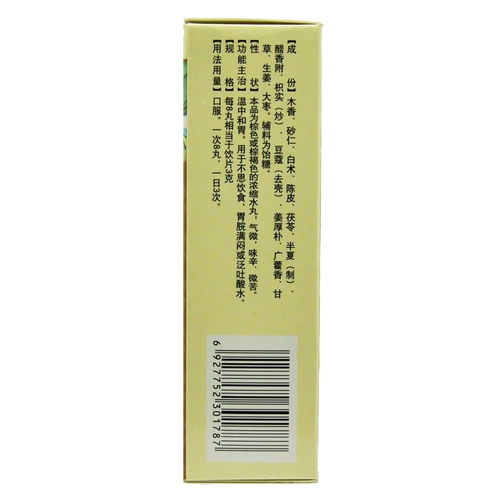 【成　份】木香、砂仁、白术、陈皮、茯苓、半夏（制）、
醋香附、枳实（炒）、豆蔻（去壳）、姜厚朴、广藿香、甘
草、生姜、大枣。辅料为饴糖。
【性　状】本品为棕色或棕褐色的浓缩水丸；气微，味辛、微苦。
【功能主治】温中和胃。用于不思饮食，胃脘满闷或泛吐酸水。
【规　格】每8丸相当于饮片3克
【用法用量】口服。一次8丸，一日3次。
6927752301787